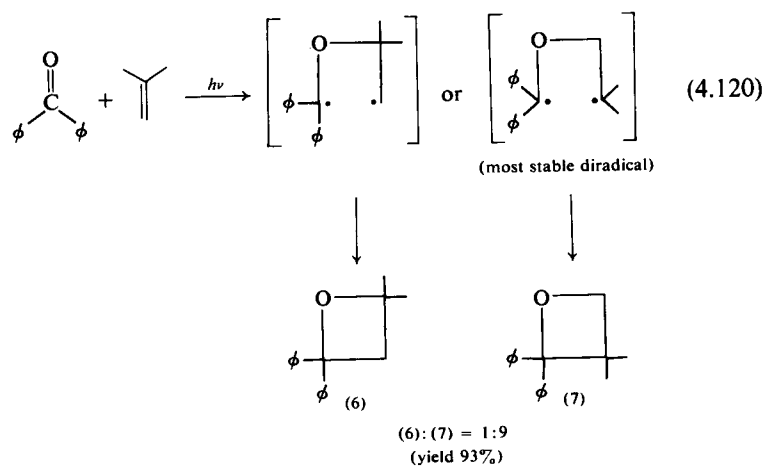 O O O
C + hν or (4.120)
ϕ ϕ ϕ ϕ ϕ ϕ
(most stable diradical)
O O
ϕ ϕ
ϕ (6) ϕ (7)
(6):(7) = 1:9
(yield 93%)